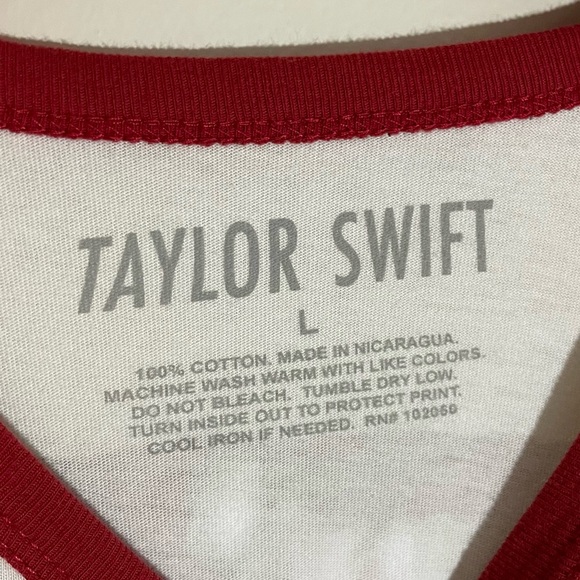 TAYLOR SWIFT
L
100% COTTON. MADE IN NICARAGUA.
MACHINE WASH WARM WITH LIKE COLORS.
DO NOT BLEACH. TUMBLE DRY LOW.
TURN INSIDE OUT TO PROTECT PRINT.
COOL IRON IF NEEDED. RN# 102050